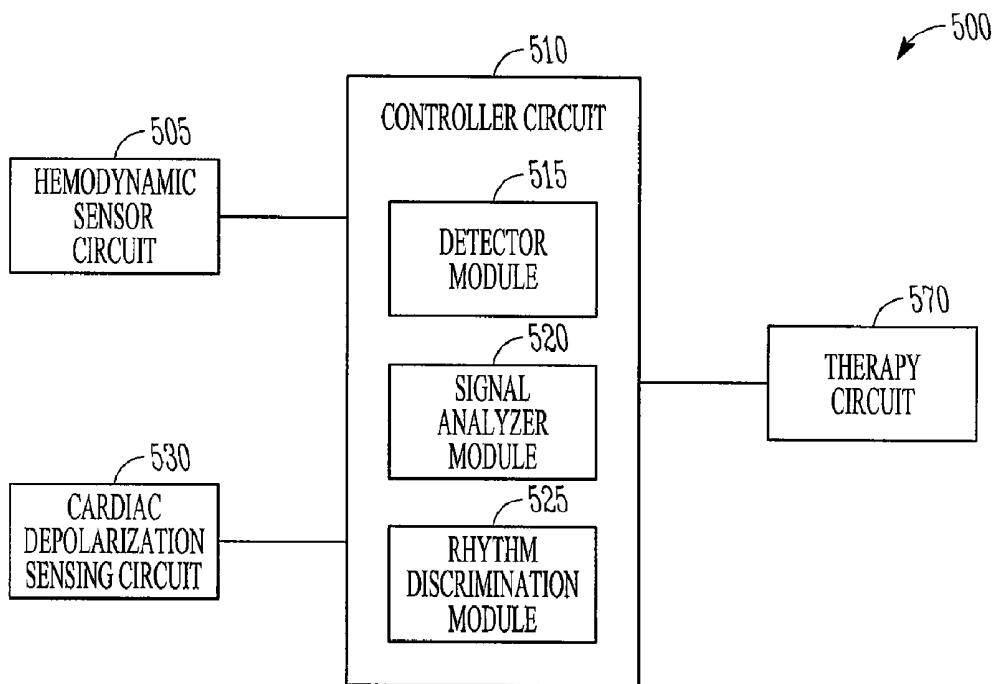 500
510
CONTROLLER CIRCUIT
505
HEMODYNAMIC
SENSOR
CIRCUIT
515
DETECTOR
MODULE
570
THERAPY
CIRCUIT
520
SIGNAL
ANALYZER
MODULE
530
CARDIAC
DEPOLARIZATION
SENSING CIRCUIT
525
RHYTHM
DISCRIMINATION
MODULE